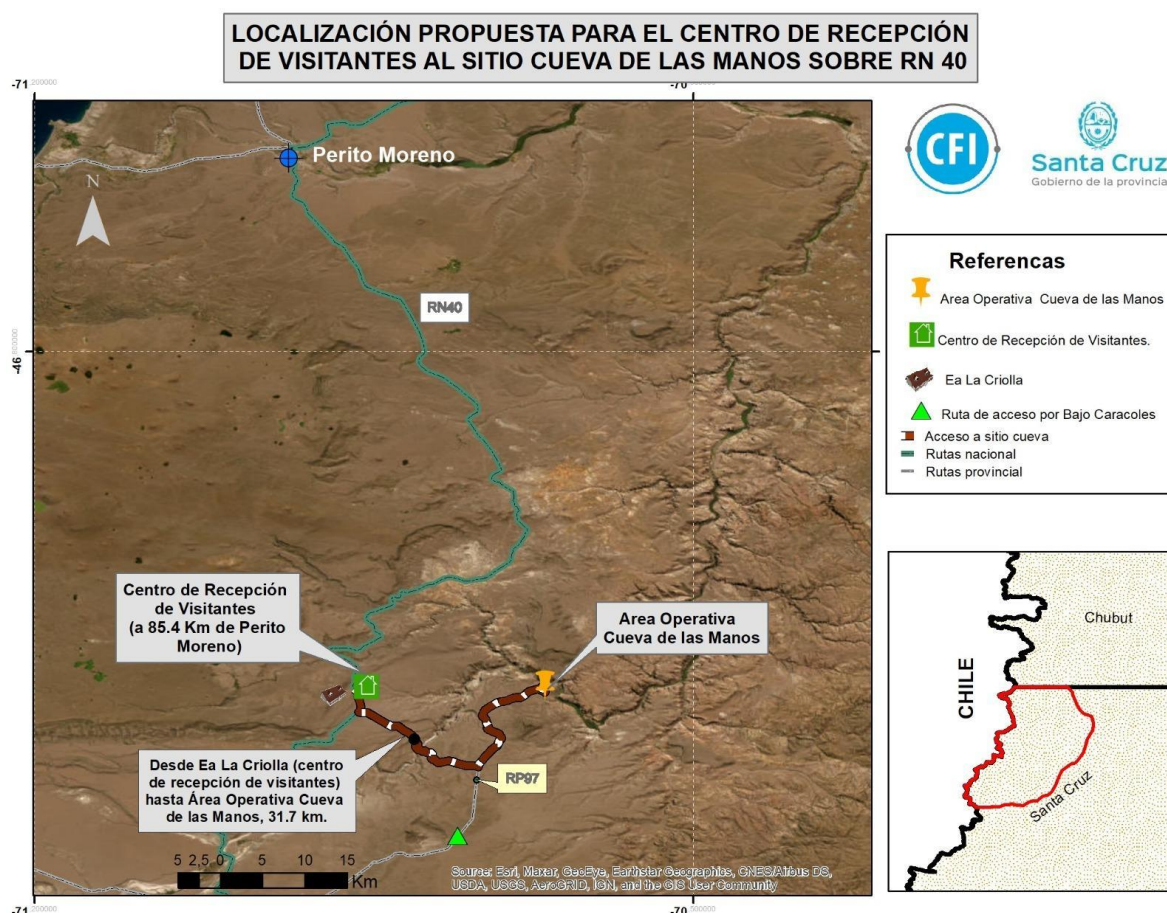 LOCALIZACIÓN PROPUESTA PARA EL CENTRO DE RECEPCIÓN
DE VISITANTES AL SITIO CUEVA DE LAS MANOS SOBRE RN 40
-71,200000
Perito Moreno
N
RN40
-46,800000
Centro de Recepción
de Visitantes
(a 85.4 Km de Perito
Moreno)
Area Operativa
Cueva de las Manos
Desde Ea La Criolla (centro
de recepción de visitantes)
hasta Área Operativa Cueva
de las Manos, 31.7 km.
RP97
5 2,5 0 5 10 15
Km
Source: Esri, Maxar, GeoEye, Earthstar Geographics, CNES/Airbus DS,
USDA, USGS, AeroGRID, IGN, and the GIS User Community
-71,200000
CFI
Santa Cruz
Gobierno de la provincia
Referencas
Area Operativa Cueva de las Manos
Centro de Recepción de Visitantes.
Ea La Criolla
Ruta de acceso por Bajo Caracoles
Acceso a sitio cueva
Rutas nacional
Rutas provincial
Chubut
CHILE
Santa Cruz